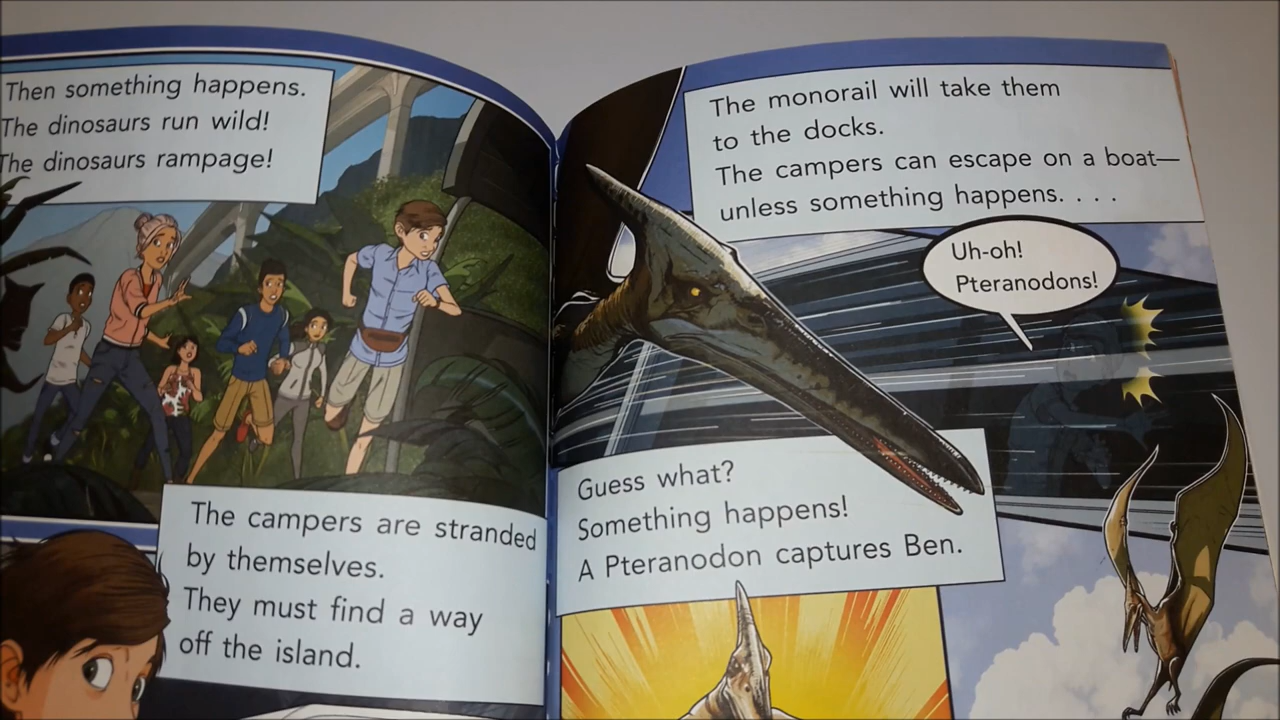 Then something happens.
The dinosaurs run wild!
The dinosaurs rampage!
The campers are stranded
by themselves.
They must find a way
off the island.
The monorail will take them
to the docks.
The campers can escape on a boat—
unless something happens. . . .
Uh-oh!
Pteranodons!
Guess what?
Something happens!
A Pteranodon captures Ben.